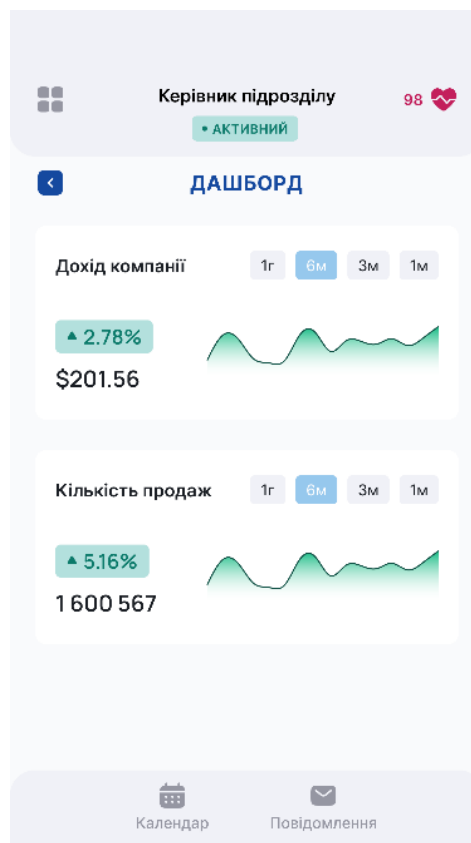 Керівник підрозділу
98
• АКТИВНИЙ
ДАШБОРД
Дохід компанії 1г 6м 3м 1м
2.78%
$201.56
Кількість продаж 1г 6м 3м 1м
5.16%
1 600 567
Календар Повідомлення